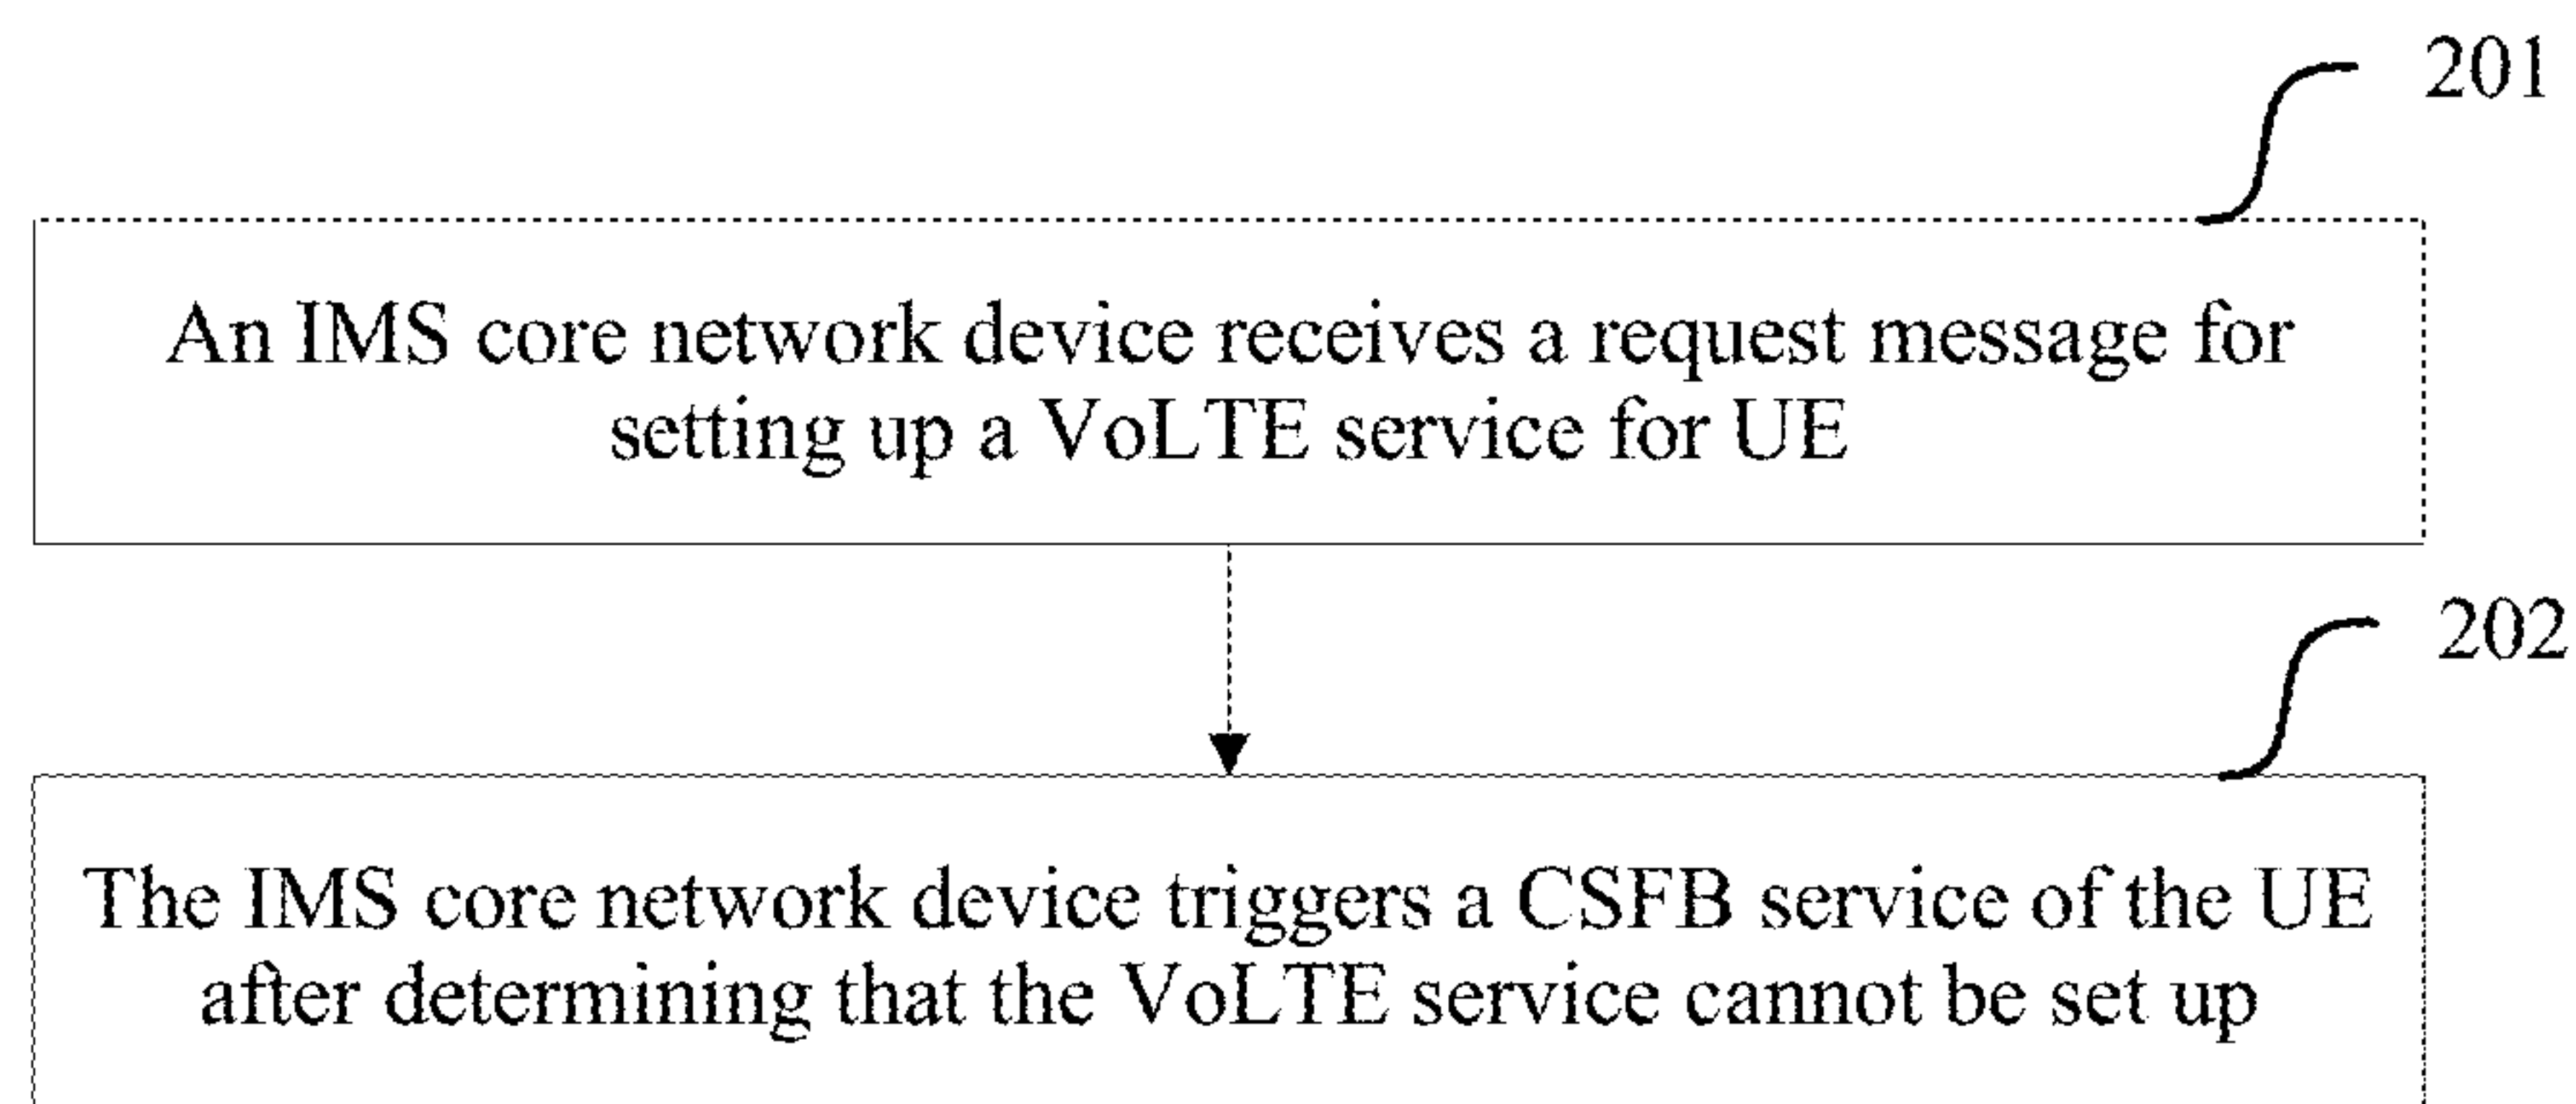 201
An IMS core network device receives a request message for
setting up a VoLTE service for UE
202
The IMS core network device triggers a CSFB service of the UE
after determining that the VoLTE service cannot be set up